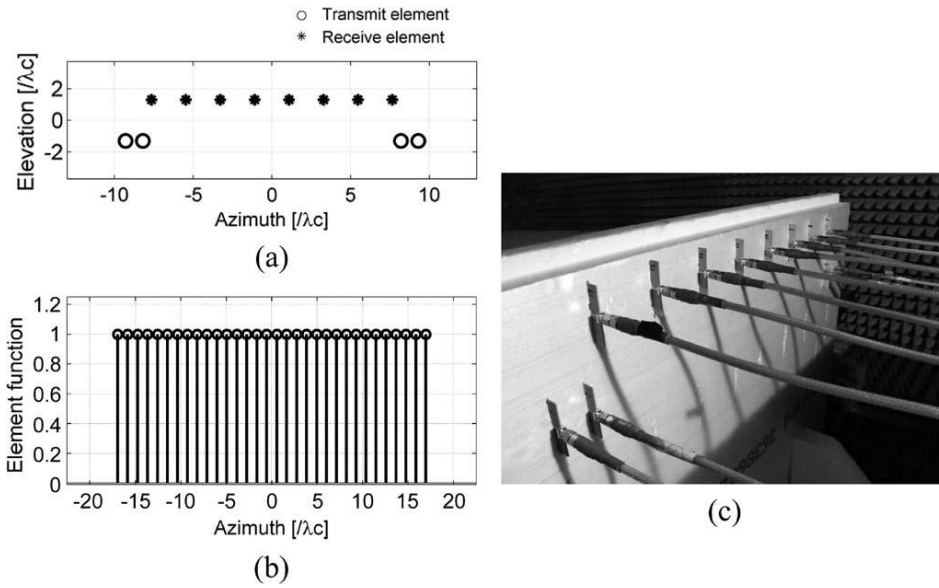 Transmit element
Receive element
Elevation [/λc]
2
0
-2
-10 -5 0 5 10
Azimuth [/λc]
(a)
Element function
1.2
1
0.8
0.6
0.4
0.2
0
-20 -15 -10 -5 0 5 10 15 20
Azimuth [/λc]
(b)
(c)